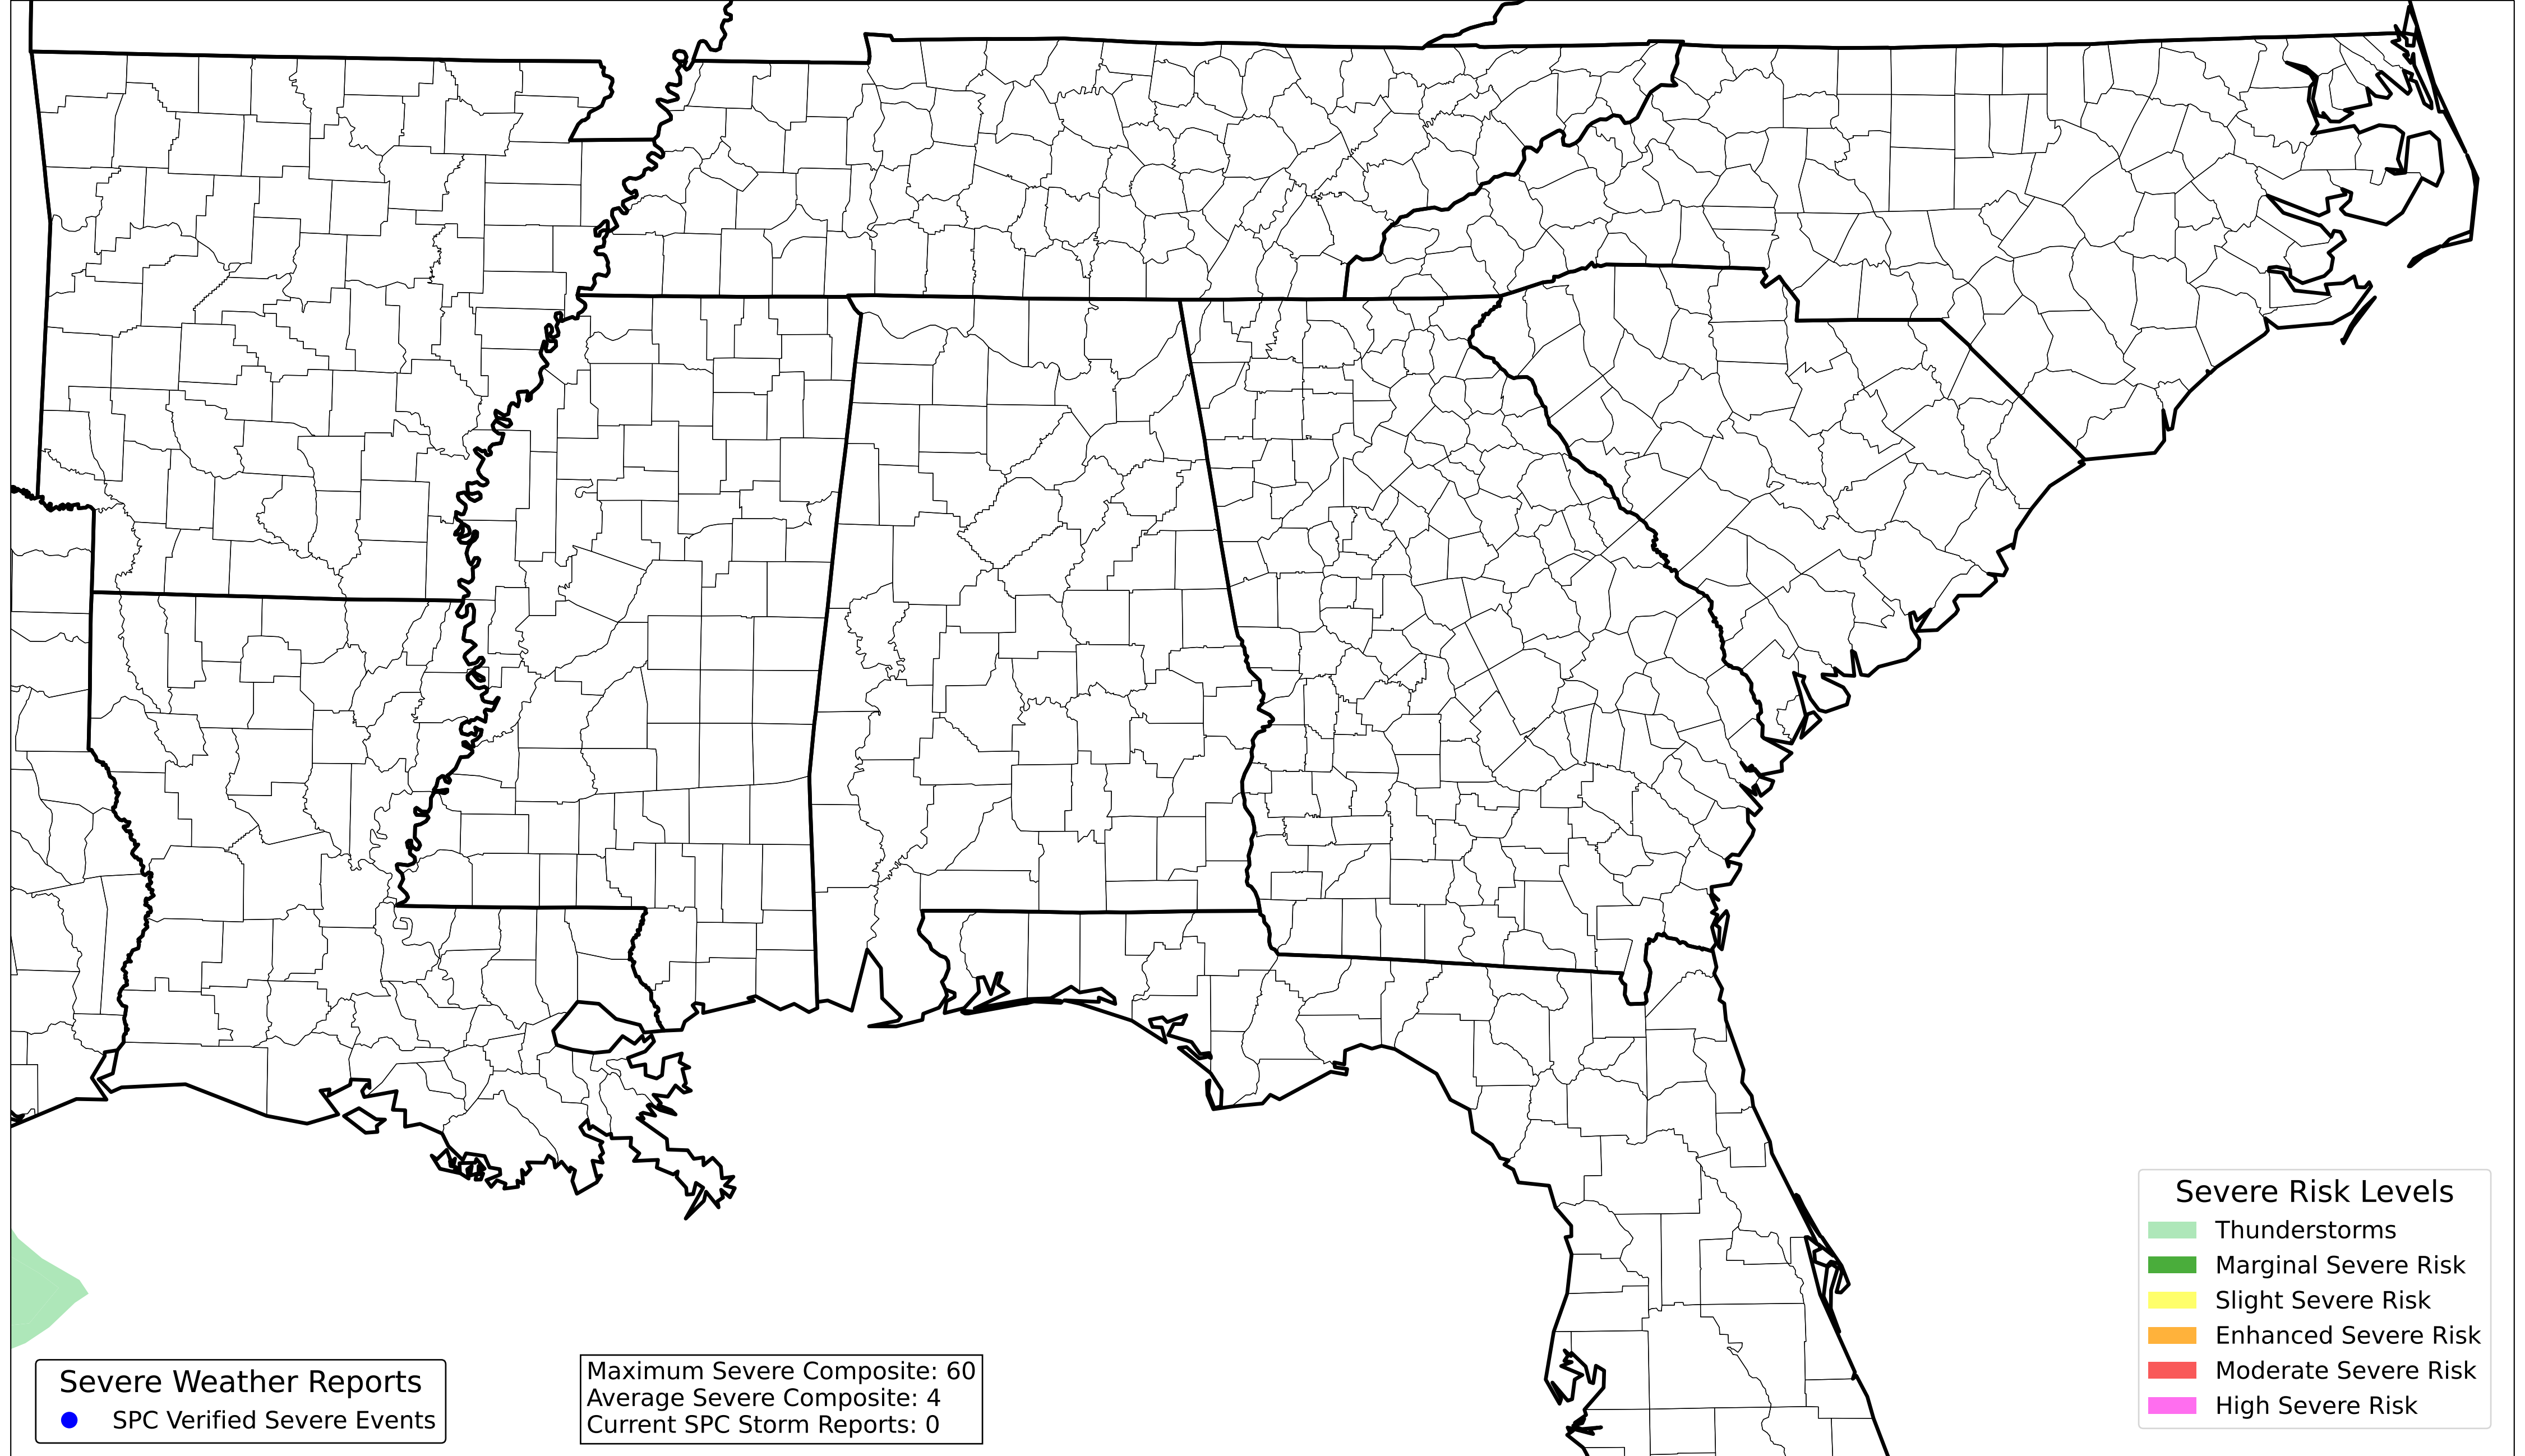 Severe Risk Levels
Thunderstorms
Marginal Severe Risk
Slight Severe Risk
Enhanced Severe Risk
Moderate Severe Risk
High Severe Risk
Severe Weather Reports
SPC Verified Severe Events
Maximum Severe Composite: 60
Average Severe Composite: 4
Current SPC Storm Reports: 0